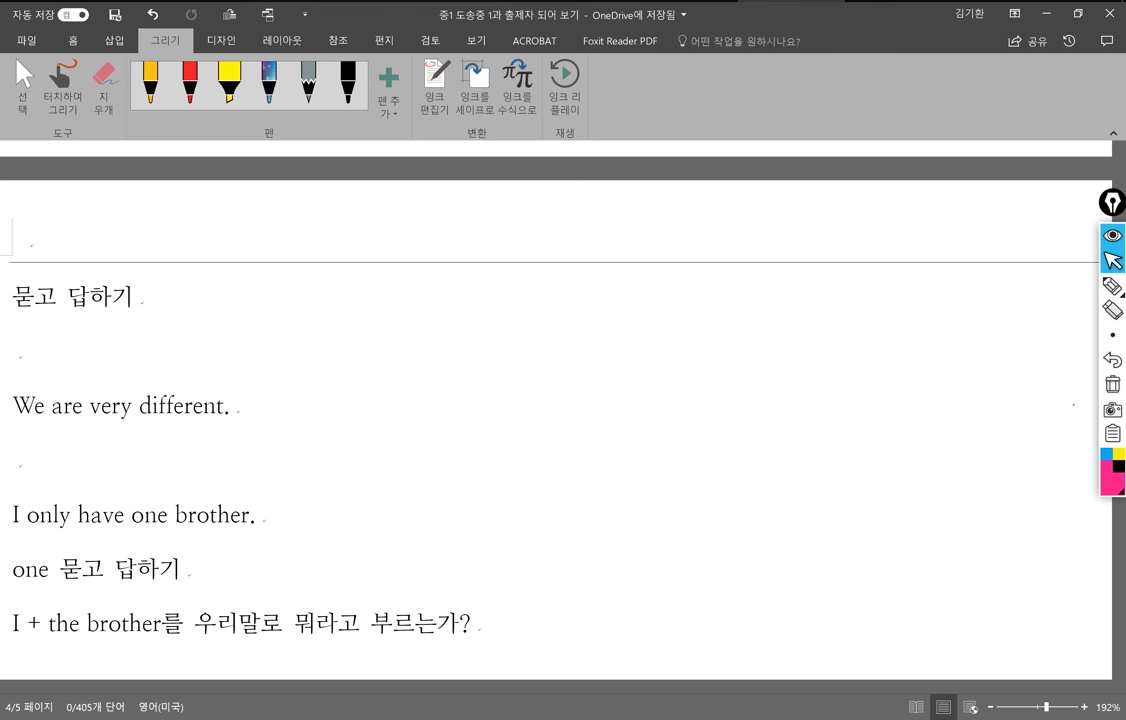 자동 저장 컴
중1 도송중 1과 출제자 되어 보기 - OneDrive에 저장됨
김기환
파일 홈 삽입 그리기 디자인 레이아웃 참조 편지 검토 보기 ACROBAT Foxit Reader PDF 어떤 작업을 원하시나요? 공유
선택
터치하여 그리기
지우개
펜 추가
잉크 편집기
잉크를 셰이프로
잉크를 수식으로
잉크 리플레이
도구 펜 변환 재생
묻고 답하기
We are very different.
I only have one brother.
one 묻고 답하기
I + the brother를 우리말로 뭐라고 부르는가?
4/5 페이지 0/405개 단어 영어(미국) 192%